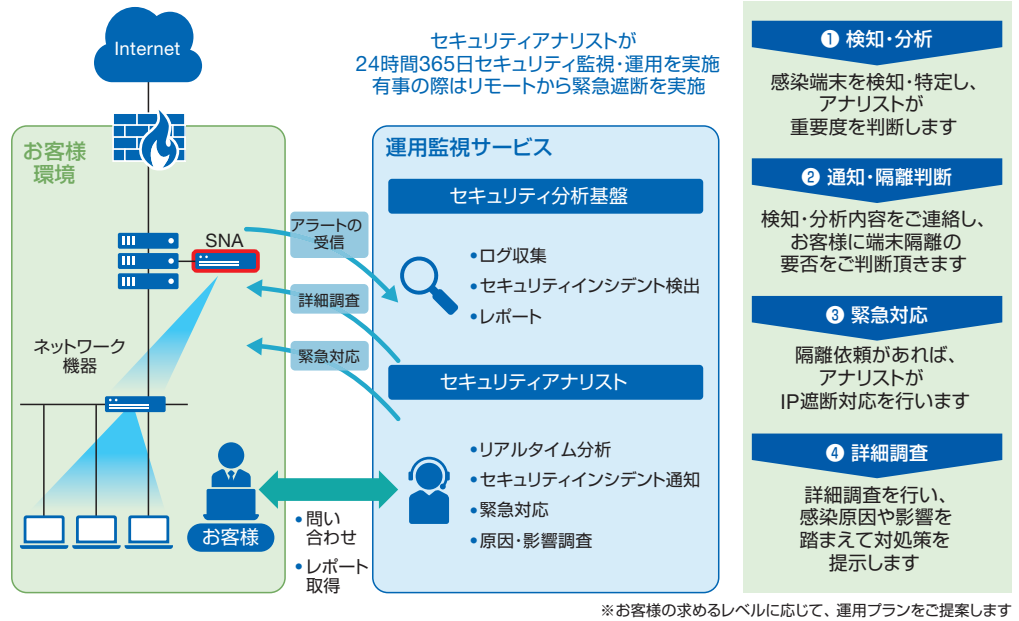 Internet
セキュリティアナリストが
24時間365日セキュリティ監視・運用を実施
有事の際はリモートから緊急遮断を実施
お客様
環境
SNA
ネットワーク
機器
お客様
アラートの
受信
詳細調査
緊急対応
•問い
合わせ
•レポート
取得
運用監視サービス
セキュリティ分析基盤
•ログ収集
•セキュリティインシデント検出
•レポート
セキュリティアナリスト
•リアルタイム分析
•セキュリティインシデント通知
•緊急対応
•原因・影響調査
❶ 検知・分析
感染端末を検知・特定し、
アナリストが
重要度を判断します
❷ 通知・隔離判断
検知・分析内容をご連絡し、
お客様に端末隔離の
要否をご判断頂きます
❸ 緊急対応
隔離依頼があれば、
アナリストが
IP遮断対応を行います
❹ 詳細調査
詳細調査を行い、
感染原因や影響を
踏まえて対処策を
提示します
※お客様の求めるレベルに応じて、運用プランをご提案します